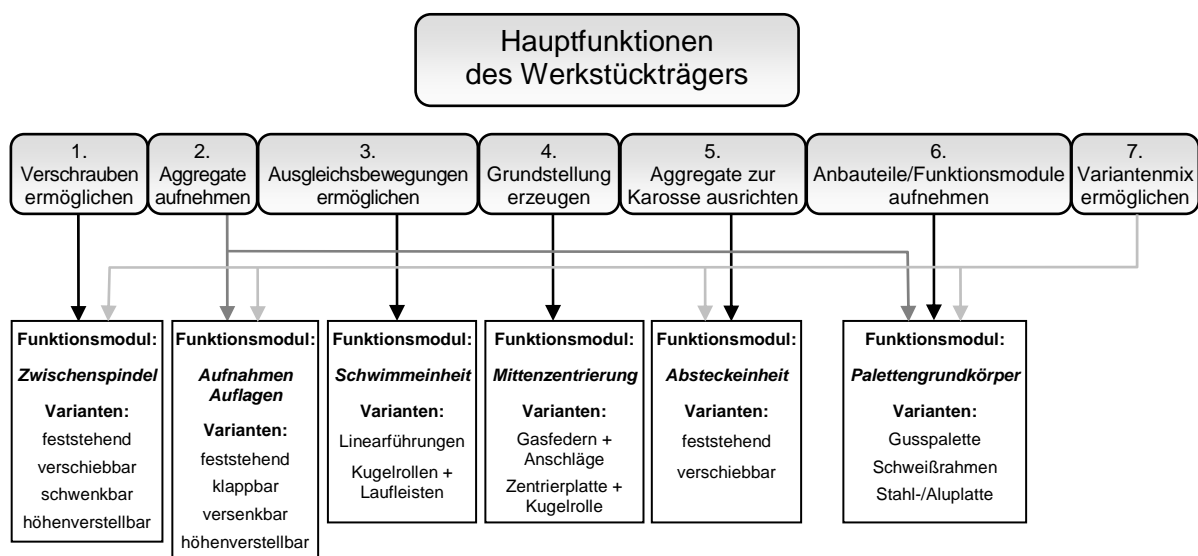 Hauptfunktionen
des Werkstückträgers
1.
Verschrauben
ermöglichen
2.
Aggregate
aufnehmen
3.
Ausgleichsbewegungen
ermöglichen
4.
Grundstellung
erzeugen
5.
Aggregate zur
Karosse ausrichten
6.
Anbauteile/Funktionsmodule
aufnehmen
7.
Variantenmix
ermöglichen
Funktionsmodul:
Zwischenspindel
Varianten:
feststehend
verschiebbar
schwenkbar
höhenverstellbar
Funktionsmodul:
Aufnahmen
Auflagen
Varianten:
feststehend
klappbar
versenkbar
höhenverstellbar
Funktionsmodul:
Schwimmeinheit
Varianten:
Linearführungen
Kugelrollen +
Laufleisten
Funktionsmodul:
Mittenzentrierung
Varianten:
Gasfedern +
Anschläge
Zentrierplatte +
Kugelrolle
Funktionsmodul:
Absteckeinheit
Varianten:
feststehend
verschiebbar
Funktionsmodul:
Palettengrundkörper
Varianten:
Gusspalette
Schweißrahmen
Stahl-/Aluplatte